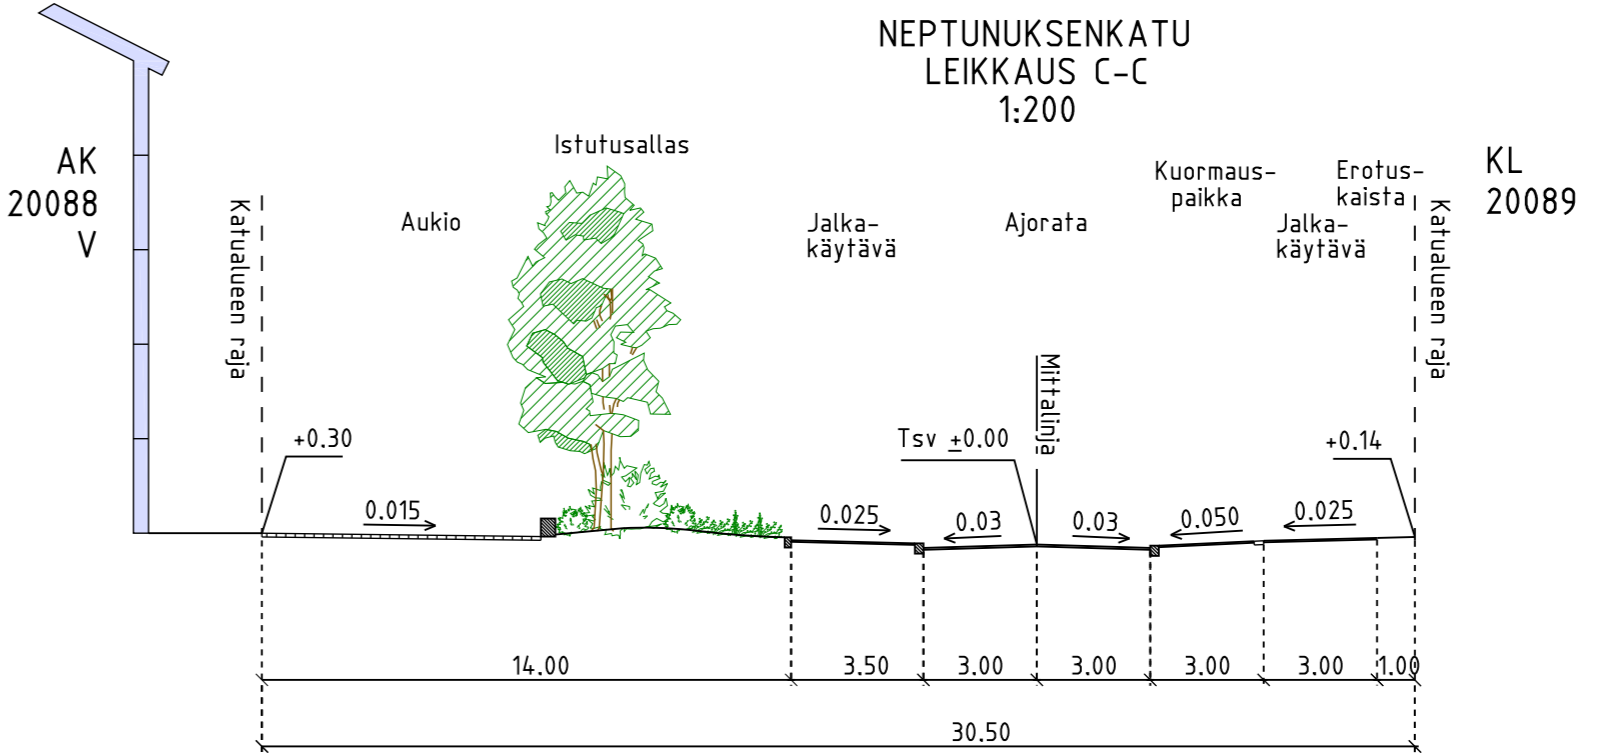 NEPTUNUKSENKATU
LEIKKAUS C-C
1:200
AK
20088
V
KL
20089
Istutusallas
Aukio
Jalka-
käytävä
Ajorata
Kuormaus-
paikka
Jalka-
käytävä
Erotus-
kaista
Katualueen raja
Katualueen raja
Mittalinja
+0.30
Tsv ±0.00
+0.14
0.015
0.025
0.03
0.03
0.050
0.025
14.00
3.50
3.00
3.00
3.00
3.00
1.00
30.50